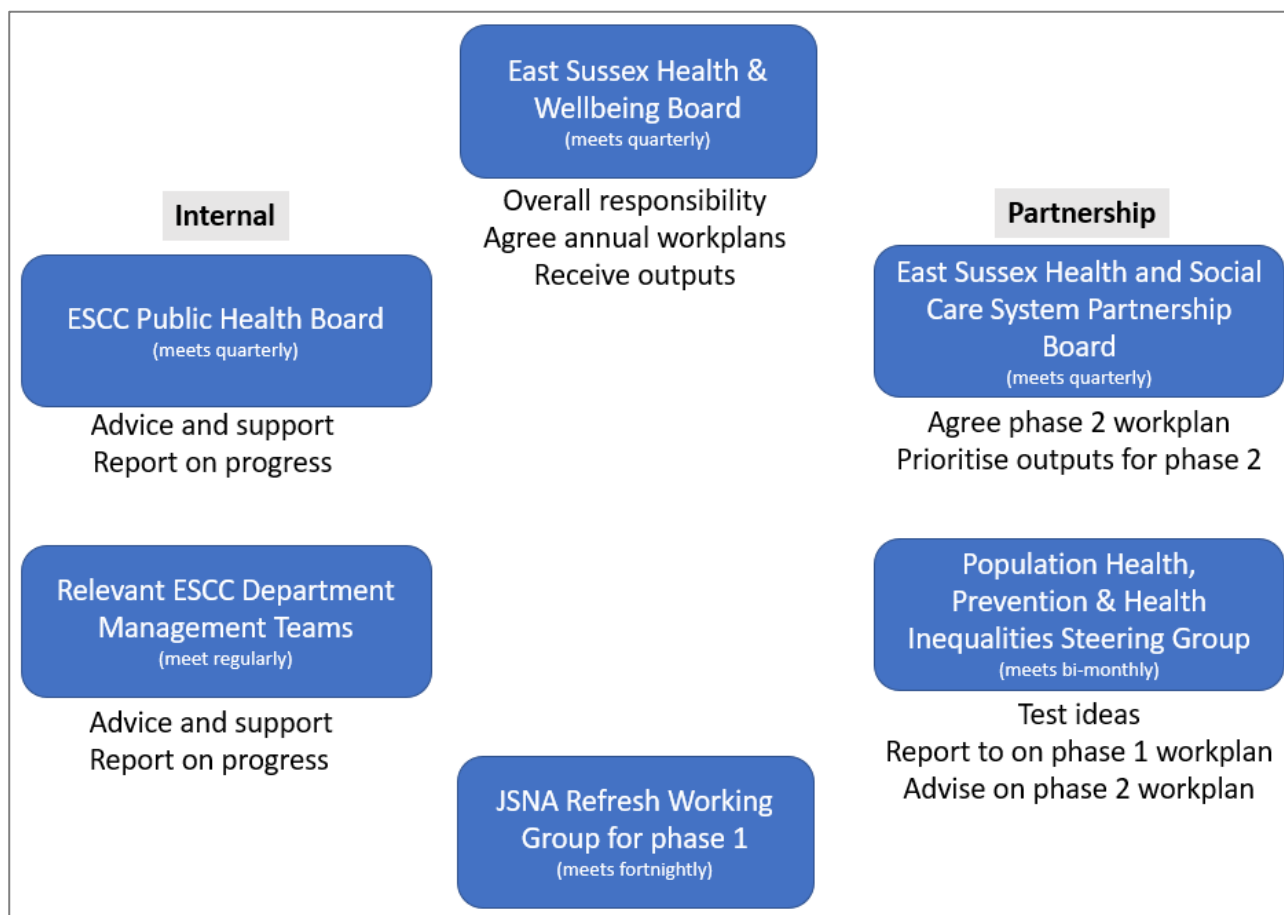 East Sussex Health &
Wellbeing Board
(meets quarterly)
Overall responsibility
Agree annual workplans
Receive outputs
Internal
ESCC Public Health Board
(meets quarterly)
Advice and support
Report on progress
Relevant ESCC Department
Management Teams
(meet regularly)
Advice and support
Report on progress
Partnership
East Sussex Health and Social
Care System Partnership
Board
(meets quarterly)
Agree phase 2 workplan
Prioritise outputs for phase 2
Population Health,
Prevention & Health
Inequalities Steering Group
(meets bi-monthly)
Test ideas
Report to on phase 1 workplan
Advise on phase 2 workplan
JSNA Refresh Working
Group for phase 1
(meets fortnightly)